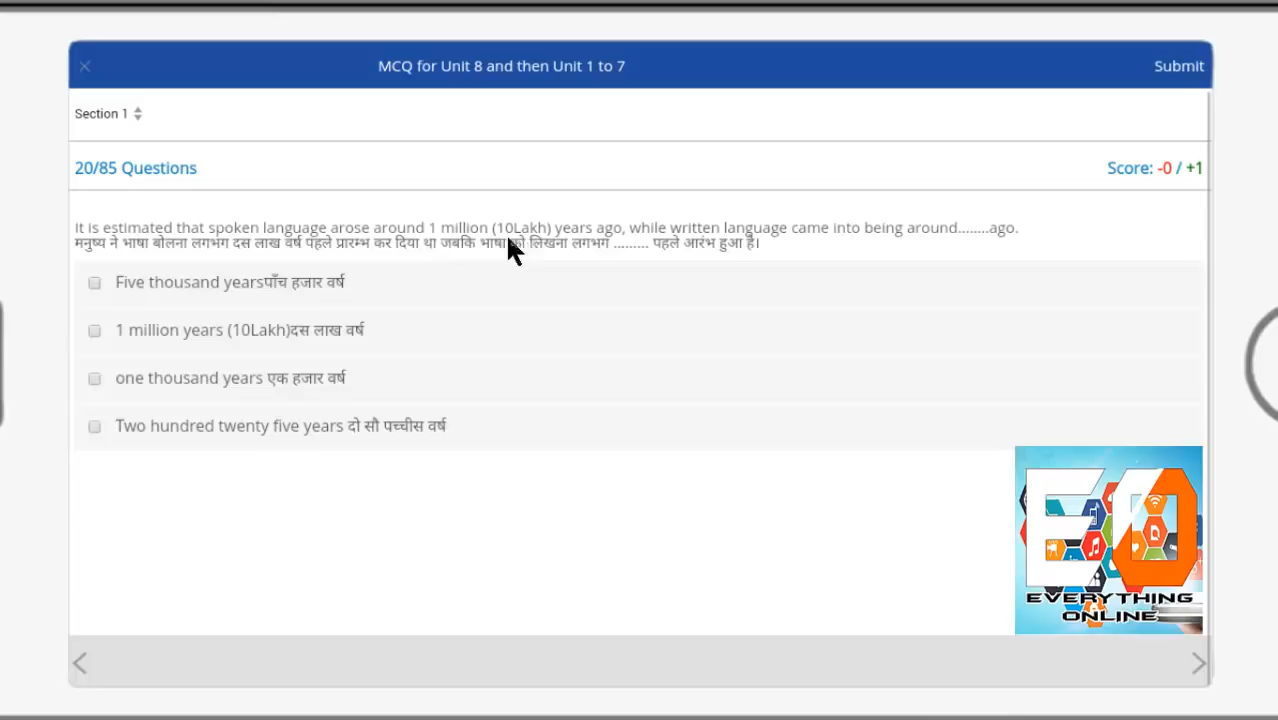 MCQ for Unit 8 and then Unit 1 to 7
Submit
Section 1
20/85 Questions
Score: -0 / +1
It is estimated that spoken language arose around 1 million (10Lakh) years ago, while written language came into being around........ago.
मनुष्य ने भाषा बोलना लगभग दस लाख वर्ष पहले प्रारम्भ कर दिया था जबकि भाषा को लिखना लगभग ......... पहले आरंभ हुआ है।
Five thousand yearsपाँच हजार वर्ष
1 million years (10Lakh)दस लाख वर्ष
one thousand years एक हजार वर्ष
Two hundred twenty five years दो सौ पच्चीस वर्ष
EO
EVERYTHING
ONLINE